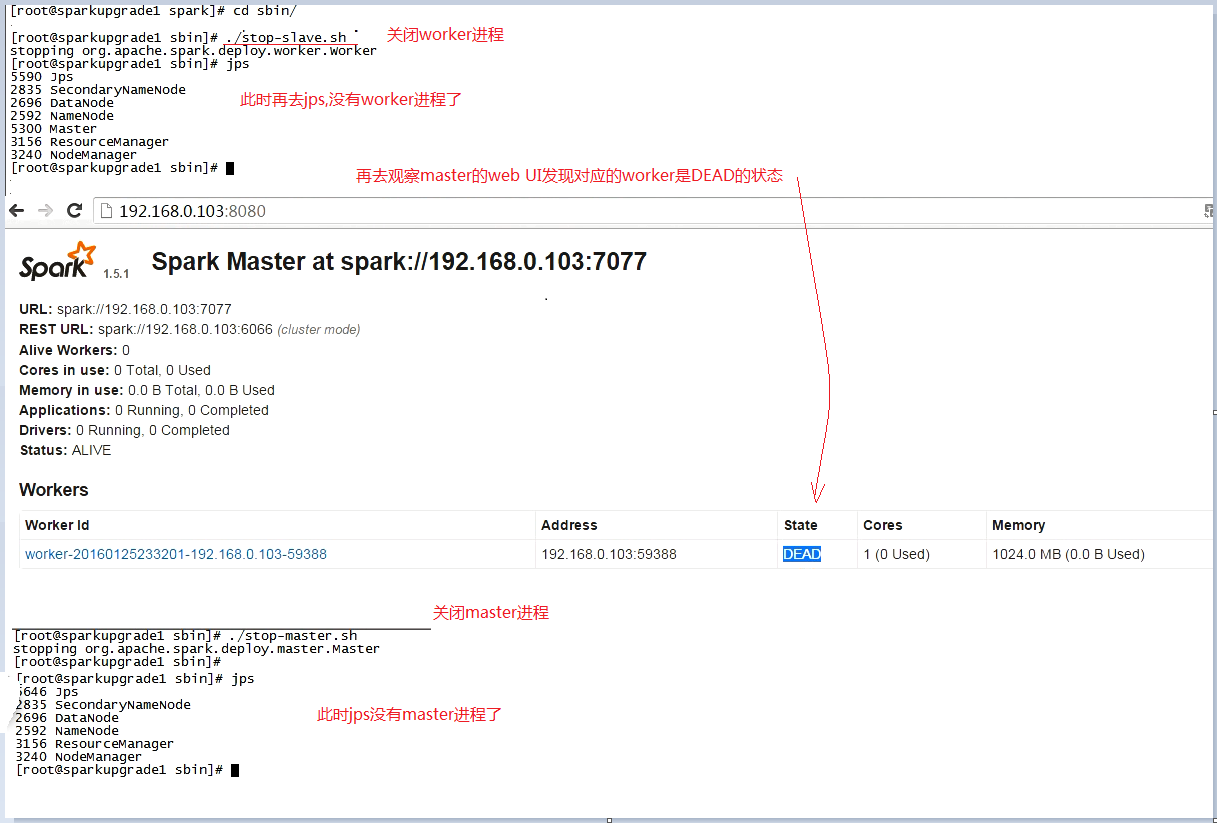 [root@sparkupgrade1 spark]# cd sbin/
[root@sparkupgrade1 sbin]# ./stop-slave.sh 关闭worker进程
stopping org.apache.spark.deploy.worker.Worker
[root@sparkupgrade1 sbin]# jps
5590 Jps
2835 SecondaryNameNode
2696 DataNode 此时再去jps,没有worker进程了
2592 NameNode
5300 Master
3156 ResourceManager
3240 NodeManager
[root@sparkupgrade1 sbin]#
再去观察master的web UI发现对应的worker是DEAD的状态
192.168.0.103:8080
Spark 1.5.1 Spark Master at spark://192.168.0.103:7077
URL: spark://192.168.0.103:7077
REST URL: spark://192.168.0.103:6066 (cluster mode)
Alive Workers: 0
Cores in use: 0 Total, 0 Used
Memory in use: 0.0 B Total, 0.0 B Used
Applications: 0 Running, 0 Completed
Drivers: 0 Running, 0 Completed
Status: ALIVE
Workers
Worker Id Address State Cores Memory
worker-20160125233201-192.168.0.103-59388 192.168.0.103:59388 DEAD 1 (0 Used) 1024.0 MB (0.0 B Used)
关闭master进程
[root@sparkupgrade1 sbin]# ./stop-master.sh
stopping org.apache.spark.deploy.master.Master
[root@sparkupgrade1 sbin]#
[root@sparkupgrade1 sbin]# jps
5646 Jps
2835 SecondaryNameNode
2696 DataNode 此时jps没有master进程了
2592 NameNode
3156 ResourceManager
3240 NodeManager
[root@sparkupgrade1 sbin]#